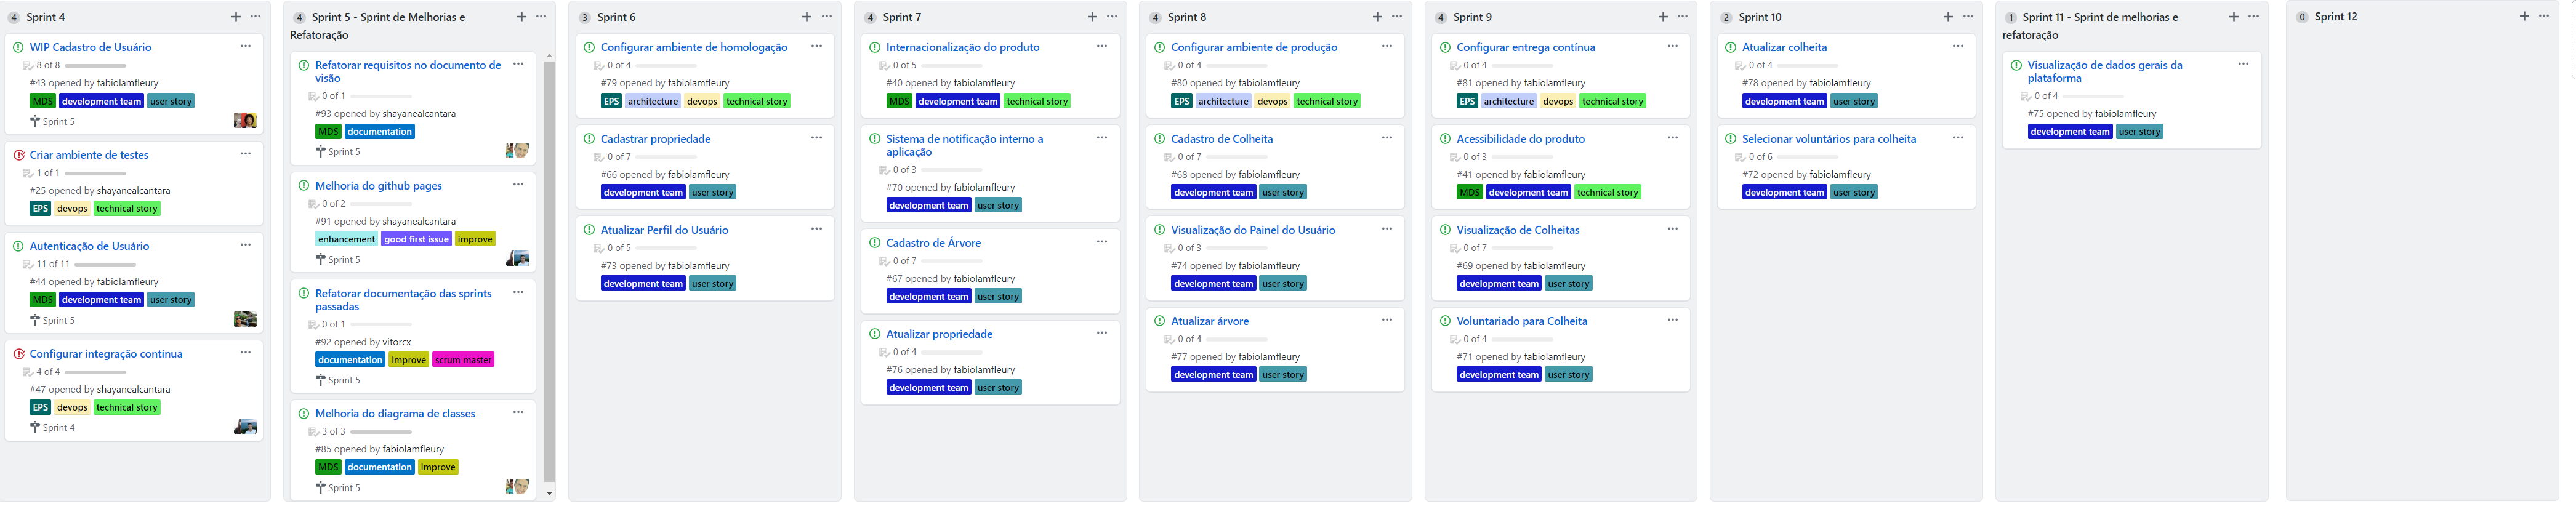 4 Sprint 4
WIP Cadastro de Usuário
8 of 8
#43 opened by fabiolamfleury
MDS development team user story
Sprint 5
Criar ambiente de testes
1 of 1
#25 opened by shayanealcantara
EPS devops technical story
Autenticação de Usuário
11 of 11
#44 opened by fabiolamfleury
MDS development team user story
Sprint 5
Configurar integração contínua
4 of 4
#47 opened by shayanealcantara
EPS devops technical story
Sprint 4
4 Sprint 5 - Sprint de Melhorias e
Refatoração
Refatorar requisitos no documento de
visão
0 of 1
#93 opened by shayanealcantara
MDS documentation
Sprint 5
Melhoria do github pages
0 of 2
#91 opened by shayanealcantara
enhancement good first issue improve
Sprint 5
Refatorar documentação das sprints
passadas
0 of 1
#92 opened by vitorcx
documentation improve scrum master
Sprint 5
Melhoria do diagrama de classes
3 of 3
#85 opened by fabiolamfleury
MDS documentation improve
Sprint 5
3 Sprint 6
Configurar ambiente de homologação
0 of 4
#79 opened by fabiolamfleury
EPS architecture devops technical story
Cadastrar propriedade
0 of 7
#66 opened by fabiolamfleury
development team user story
Atualizar Perfil do Usuário
0 of 5
#73 opened by fabiolamfleury
development team user story
4 Sprint 7
Internacionalização do produto
0 of 5
#40 opened by fabiolamfleury
MDS development team technical story
Sistema de notificação interno a
aplicação
0 of 3
#70 opened by fabiolamfleury
development team user story
Cadastro de Árvore
0 of 7
#67 opened by fabiolamfleury
development team user story
Atualizar propriedade
0 of 4
#76 opened by fabiolamfleury
development team user story
4 Sprint 8
Configurar ambiente de produção
0 of 4
#80 opened by fabiolamfleury
EPS architecture devops technical story
Cadastro de Colheita
0 of 7
#68 opened by fabiolamfleury
development team user story
Visualização do Painel do Usuário
0 of 3
#74 opened by fabiolamfleury
development team user story
Atualizar árvore
0 of 4
#77 opened by fabiolamfleury
development team user story
4 Sprint 9
Configurar entrega contínua
0 of 4
#81 opened by fabiolamfleury
EPS architecture devops technical story
Acessibilidade do produto
0 of 3
#41 opened by fabiolamfleury
MDS development team technical story
Visualização de Colheitas
0 of 7
#69 opened by fabiolamfleury
development team user story
Voluntariado para Colheita
0 of 4
#71 opened by fabiolamfleury
development team user story
2 Sprint 10
Atualizar colheita
0 of 4
#78 opened by fabiolamfleury
development team user story
Selecionar voluntários para colheita
0 of 6
#72 opened by fabiolamfleury
development team user story
1 Sprint 11 - Sprint de melhorias e
refatoração
Visualização de dados gerais da
plataforma
0 of 4
#75 opened by fabiolamfleury
development team user story
0 Sprint 12